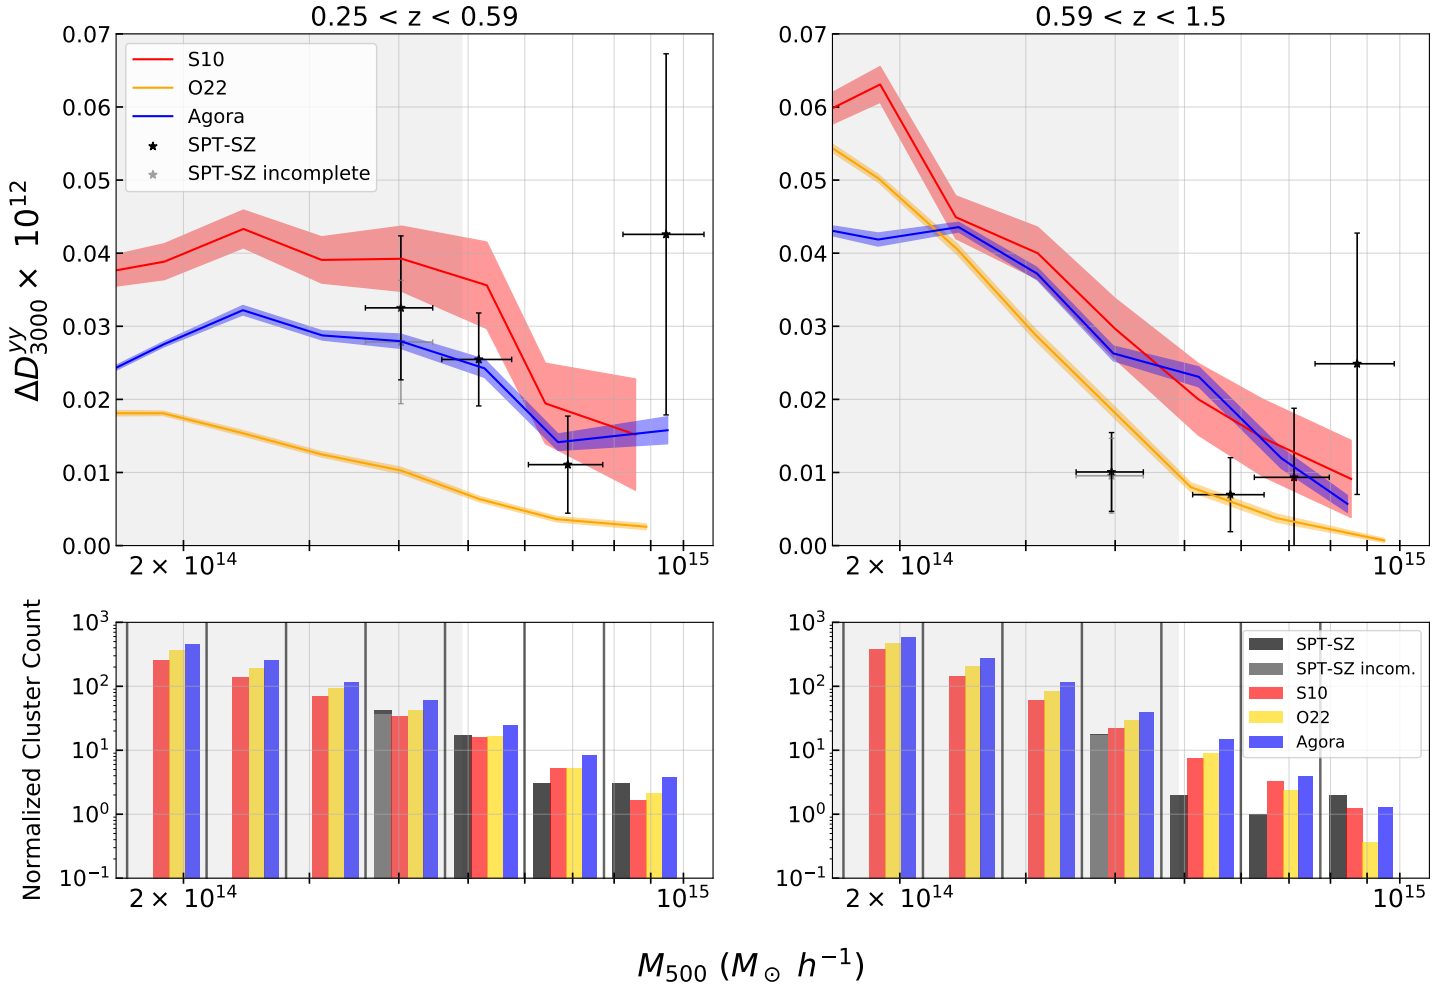 0.25 < z < 0.59
0.59 < z < 1.5
ΔD^{yy}_{3000} × 10^{12}
0.07
0.06
0.05
0.04
0.03
0.02
0.01
0.00
S10
O22
Agora
SPT-SZ
SPT-SZ incomplete
2 × 10^{14}
10^{15}
0.07
0.06
0.05
0.04
0.03
0.02
0.01
0.00
2 × 10^{14}
10^{15}
Normalized Cluster Count
10^3
10^2
10^1
10^0
10^{−1}
2 × 10^{14}
10^{15}
10^3
10^2
10^1
10^0
10^{−1}
SPT-SZ
SPT-SZ incom.
S10
O22
Agora
2 × 10^{14}
10^{15}
M_{500} (M_⊙ h^{−1})